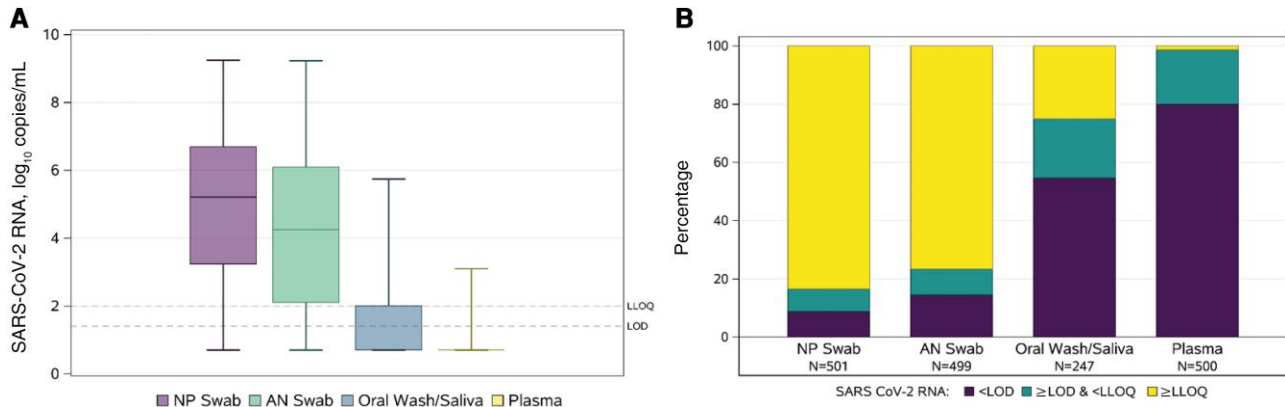 A
SARS-CoV-2 RNA, log₁₀ copies/mL
10
8
6
4
2
0
LLOQ
LOD
NP Swab AN Swab Oral Wash/Saliva Plasma
B
Percentage
100
80
60
40
20
0
NP Swab AN Swab Oral Wash/Saliva Plasma
N=501 N=499 N=247 N=500
SARS CoV-2 RNA: <LOD ≥LOD & <LLOQ ≥LLOQ